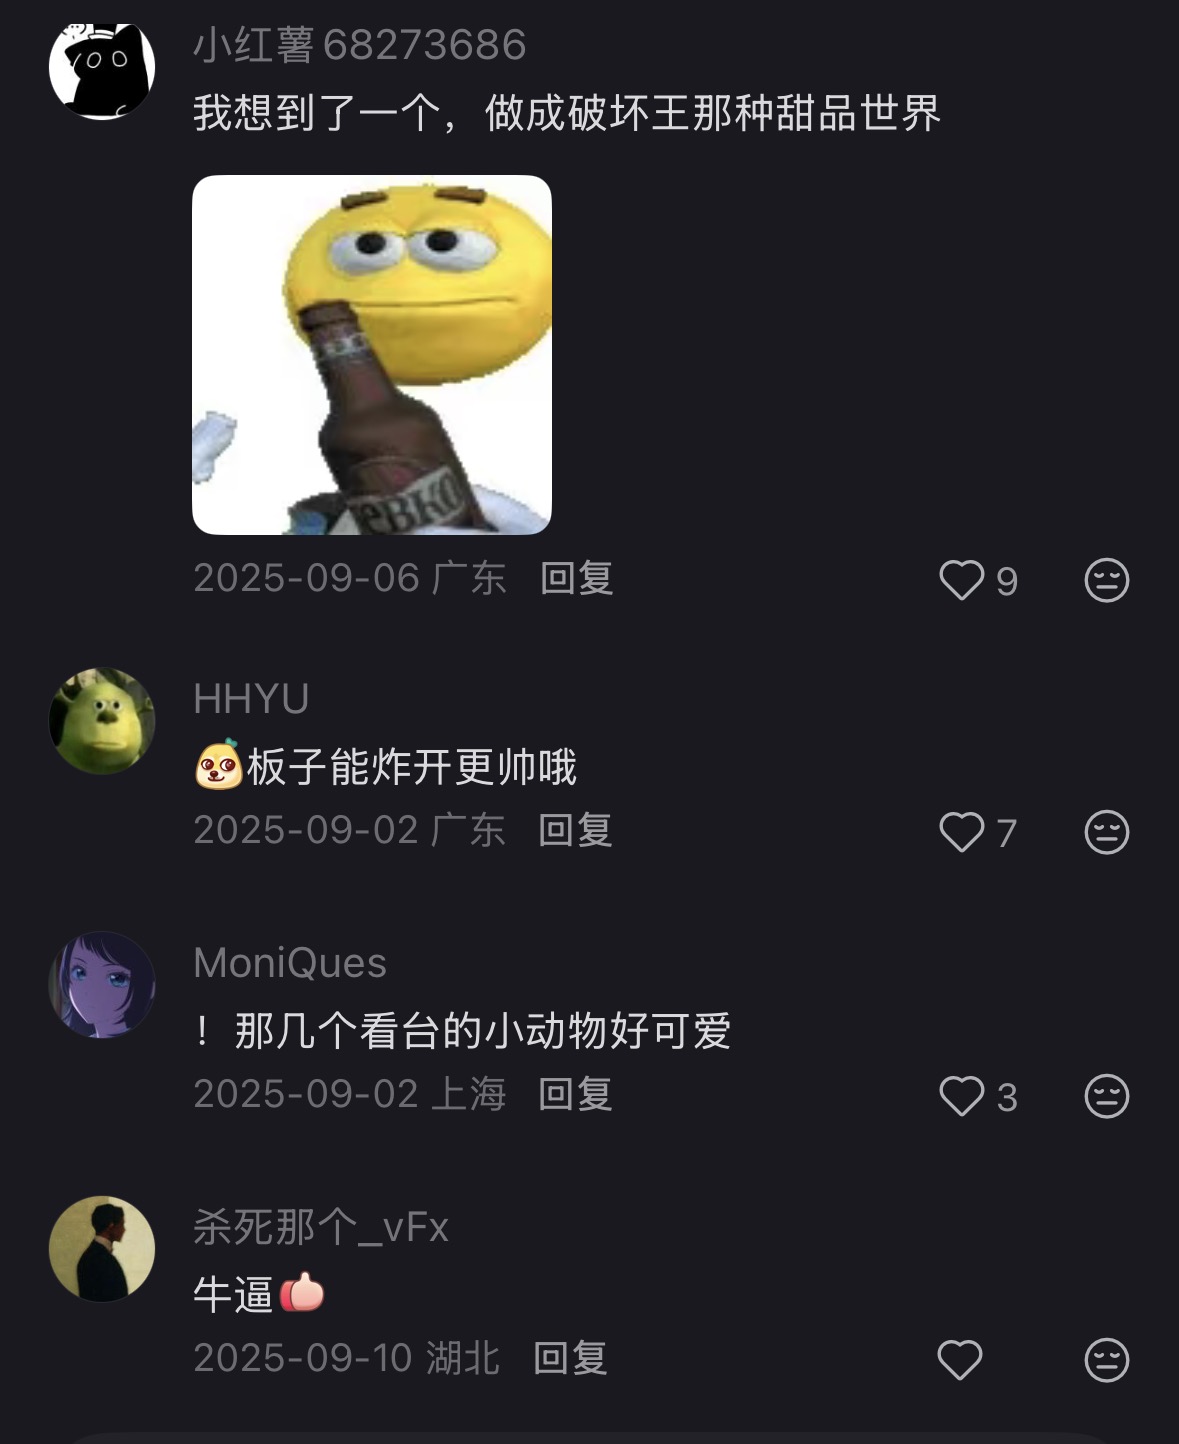 小红薯68273686
我想到了一个，做成破坏王那种甜品世界
евко
2025-09-06 广东 回复 9
HHYU
板子能炸开更帅哦
2025-09-02 广东 回复 7
MoniQues
！那几个看台的小动物好可爱
2025-09-02 上海 回复 3
杀死那个_vFx
牛逼
2025-09-10 湖北 回复